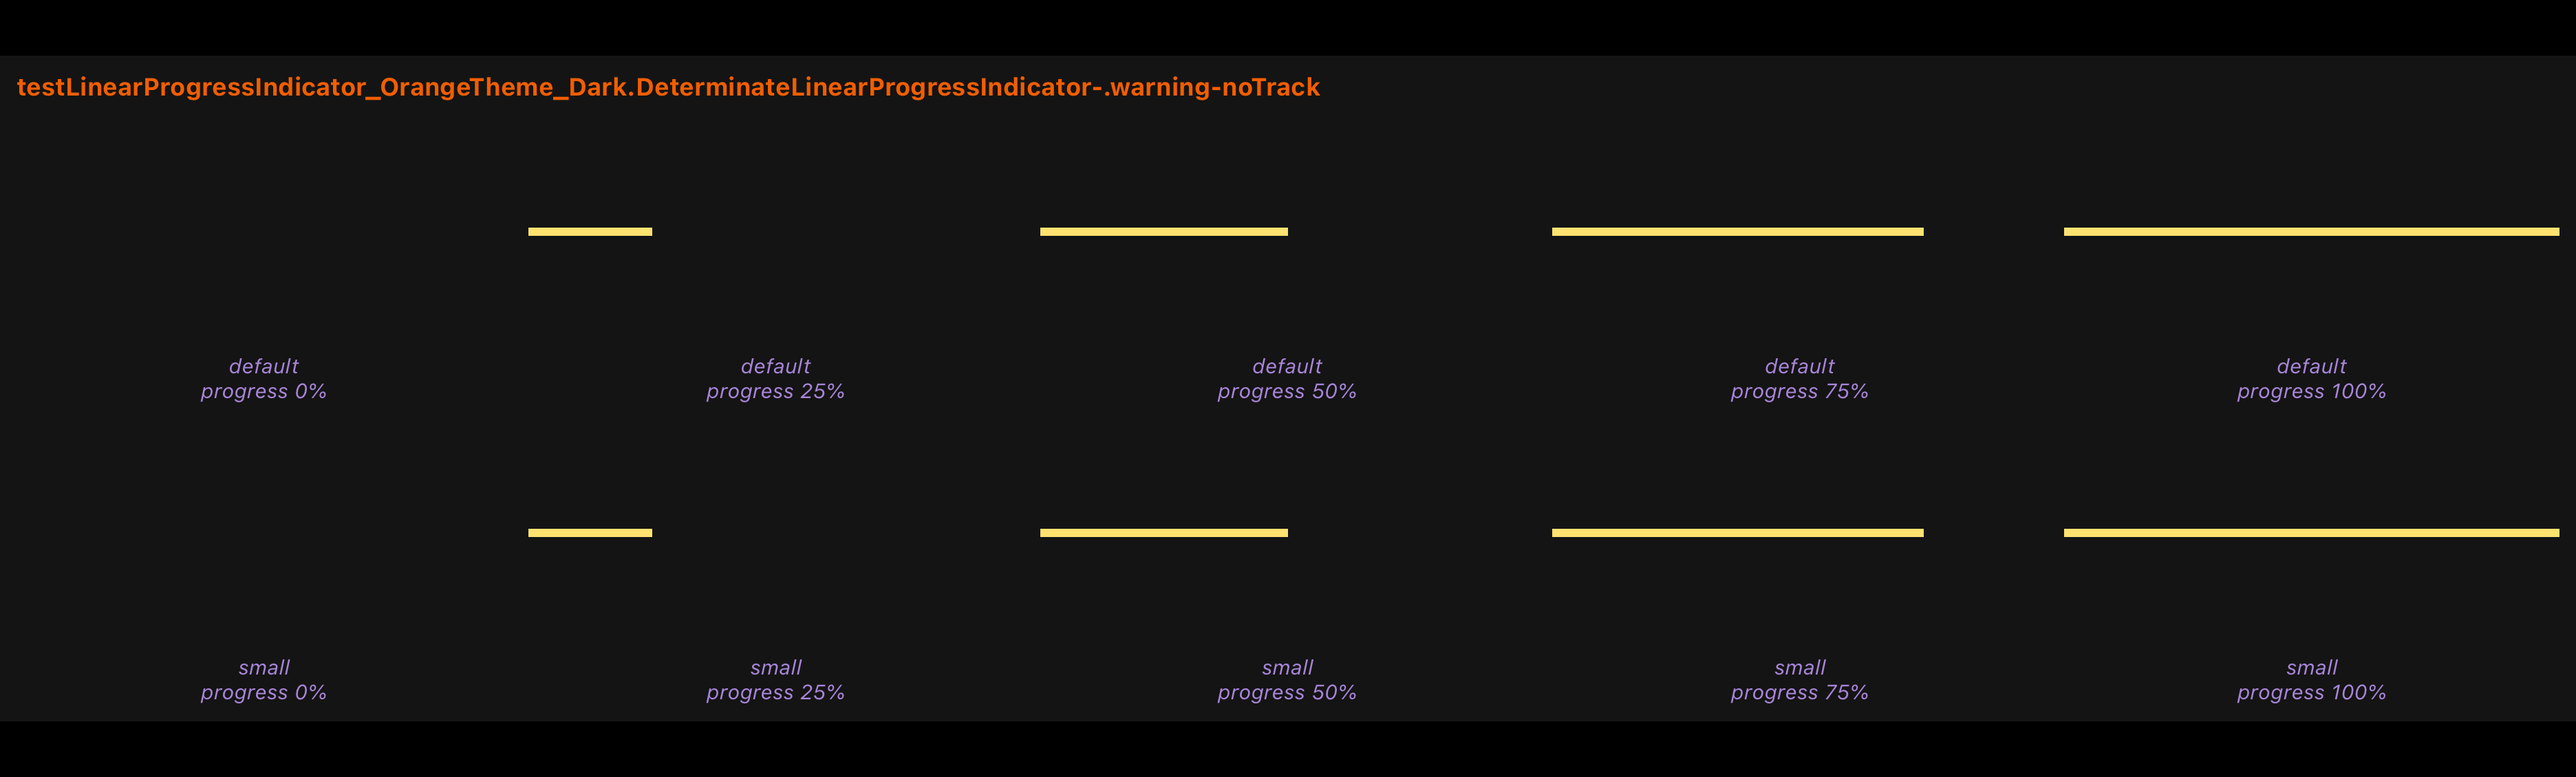 testLinearProgressIndicator_OrangeTheme_Dark.DeterminateLinearProgressIndicator-.warning-noTrack
default
progress 0%
default
progress 25%
default
progress 50%
default
progress 75%
default
progress 100%
small
progress 0%
small
progress 25%
small
progress 50%
small
progress 75%
small
progress 100%